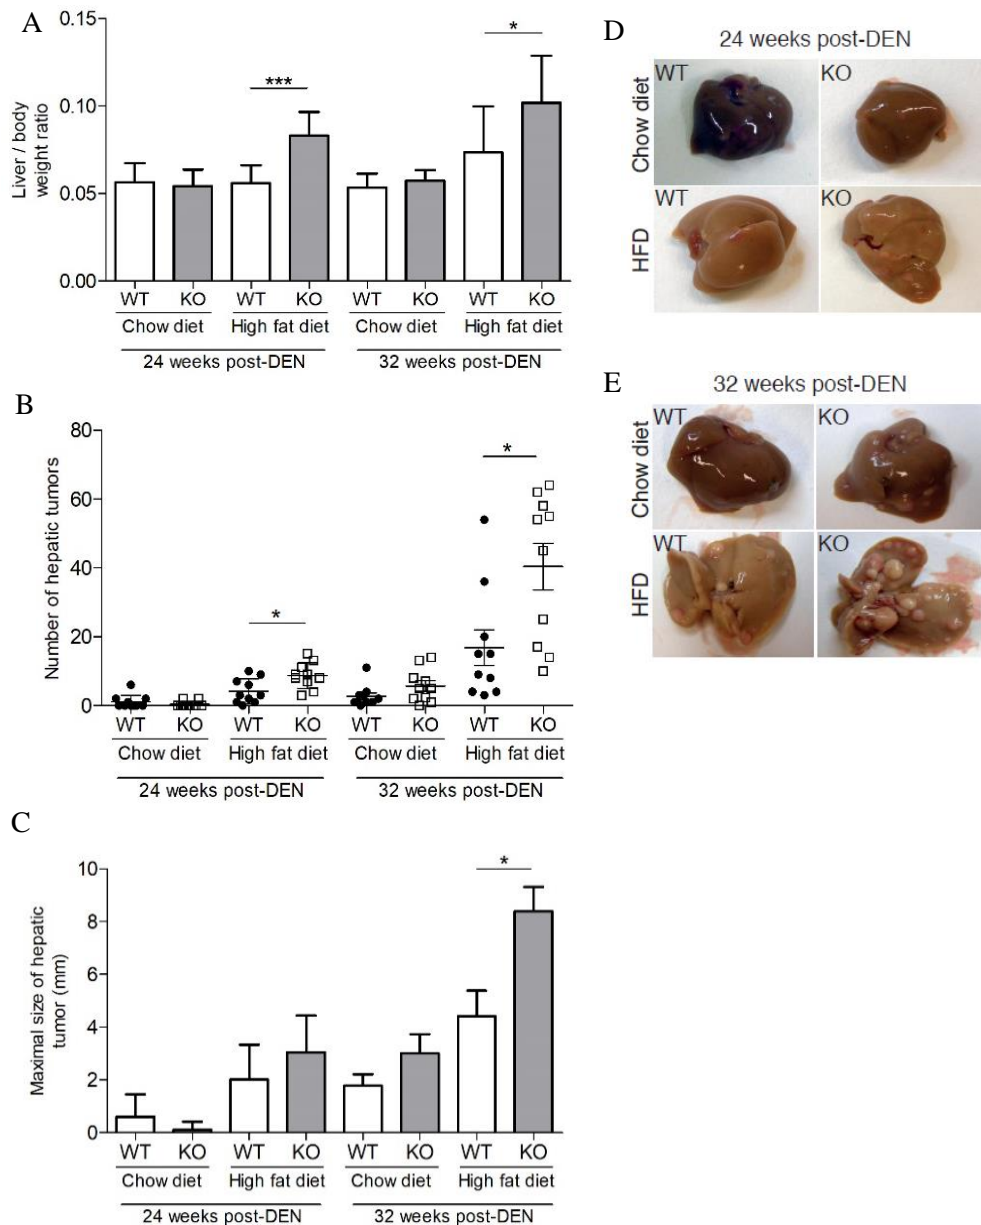 A
Liver / body
weight ratio
0.15
0.10
0.05
0.00
***
*
WT KO WT KO WT KO WT KO
Chow diet High fat diet Chow diet High fat diet
24 weeks post-DEN 32 weeks post-DEN
B
Number of hepatic tumors
80
60
40
20
0
*
*
WT KO WT KO WT KO WT KO
Chow diet High fat diet Chow diet High fat diet
24 weeks post-DEN 32 weeks post-DEN
C
Maximal size of hepatic
tumor (mm)
10
8
6
4
2
0
*
WT KO WT KO WT KO WT KO
Chow diet High fat diet Chow diet High fat diet
24 weeks post-DEN 32 weeks post-DEN
D
24 weeks post-DEN
Chow diet
WT KO
HFD
WT KO
E
32 weeks post-DEN
Chow diet
WT KO
HFD
WT KO